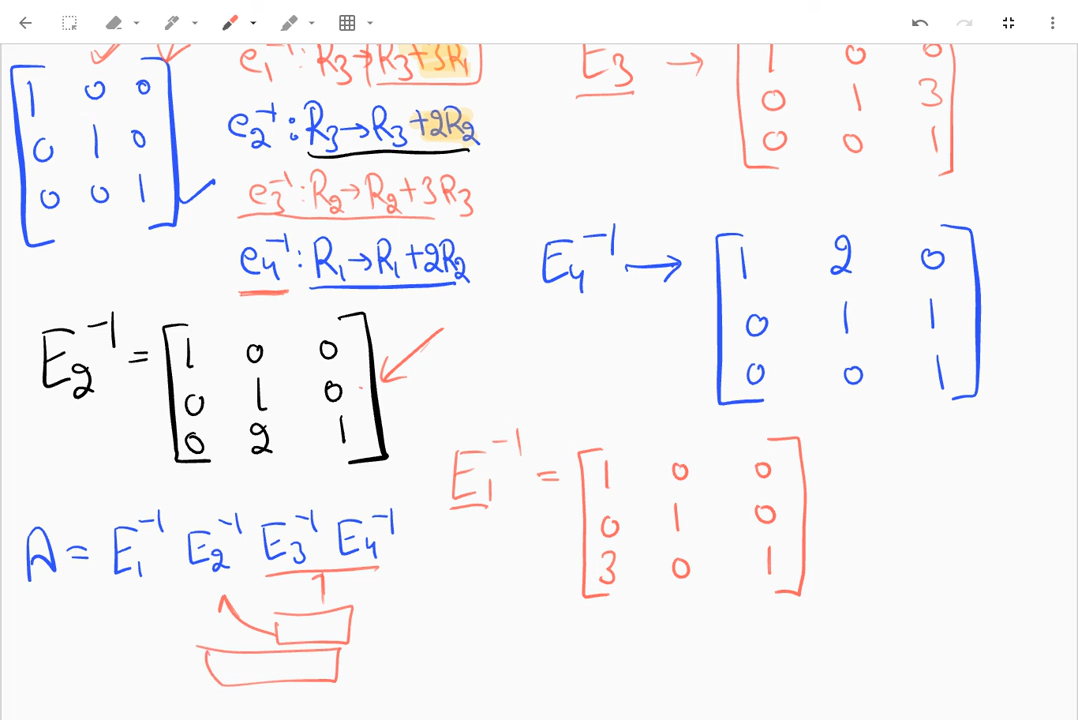 e₁⁻¹ : R₃→R₃+3R₁
e₂⁻¹ : R₃→R₃+2R₂
e₃⁻¹ : R₂→R₂+3R₃
e₄⁻¹ : R₁→R₁+2R₂
1 0 0
0 1 0
0 0 1
E₃ → 1 0 0
0 1 3
0 0 1
E₄⁻¹ → 1 2 0
0 1 1
0 0 1
E₂⁻¹ = 1 0 0
0 1 0
0 2 1
E₁⁻¹ = 1 0 0
0 1 0
3 0 1
A = E₁⁻¹ E₂⁻¹ E₃⁻¹ E₄⁻¹